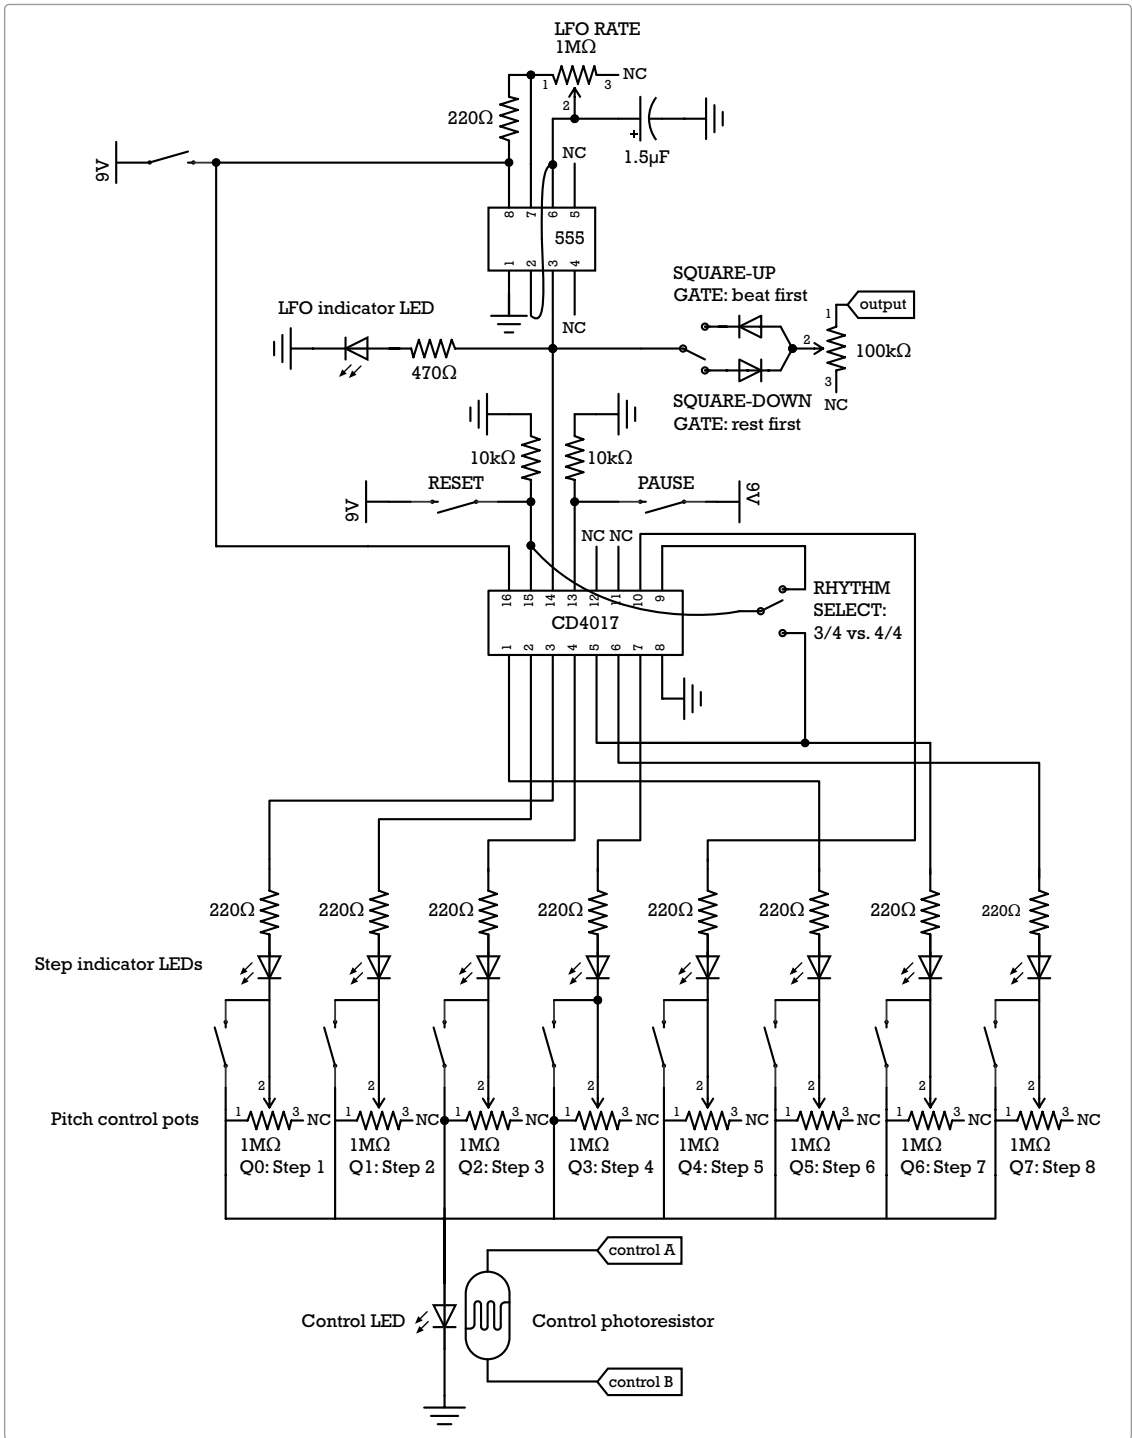 LFO RATE
1MΩ
1
3
NC
2
220Ω
+
1.5µF
NC
9V
8
7
6
5
555
1
2
3
4
NC
SQUARE-UP
GATE: beat first
output
1
2
100kΩ
3
NC
SQUARE-DOWN
GATE: rest first
LFO indicator LED
470Ω
10kΩ
10kΩ
RESET
PAUSE
9V
9V
NC NC
16
15
14
13
12
11
10
9
CD4017
1
2
3
4
5
6
7
8
RHYTHM
SELECT:
3/4 vs. 4/4
220Ω 220Ω 220Ω 220Ω 220Ω 220Ω 220Ω 220Ω
Step indicator LEDs
2 2 2 2 2 2 2 2
Pitch control pots
1 3 NC 1 3 NC 1 3 NC 1 3 NC 1 3 NC 1 3 NC 1 3 NC 1 3 NC
1MΩ 1MΩ 1MΩ 1MΩ 1MΩ 1MΩ 1MΩ 1MΩ
Q0: Step 1 Q1: Step 2 Q2: Step 3 Q3: Step 4 Q4: Step 5 Q5: Step 6 Q6: Step 7 Q7: Step 8
control A
Control LED
Control photoresistor
control B